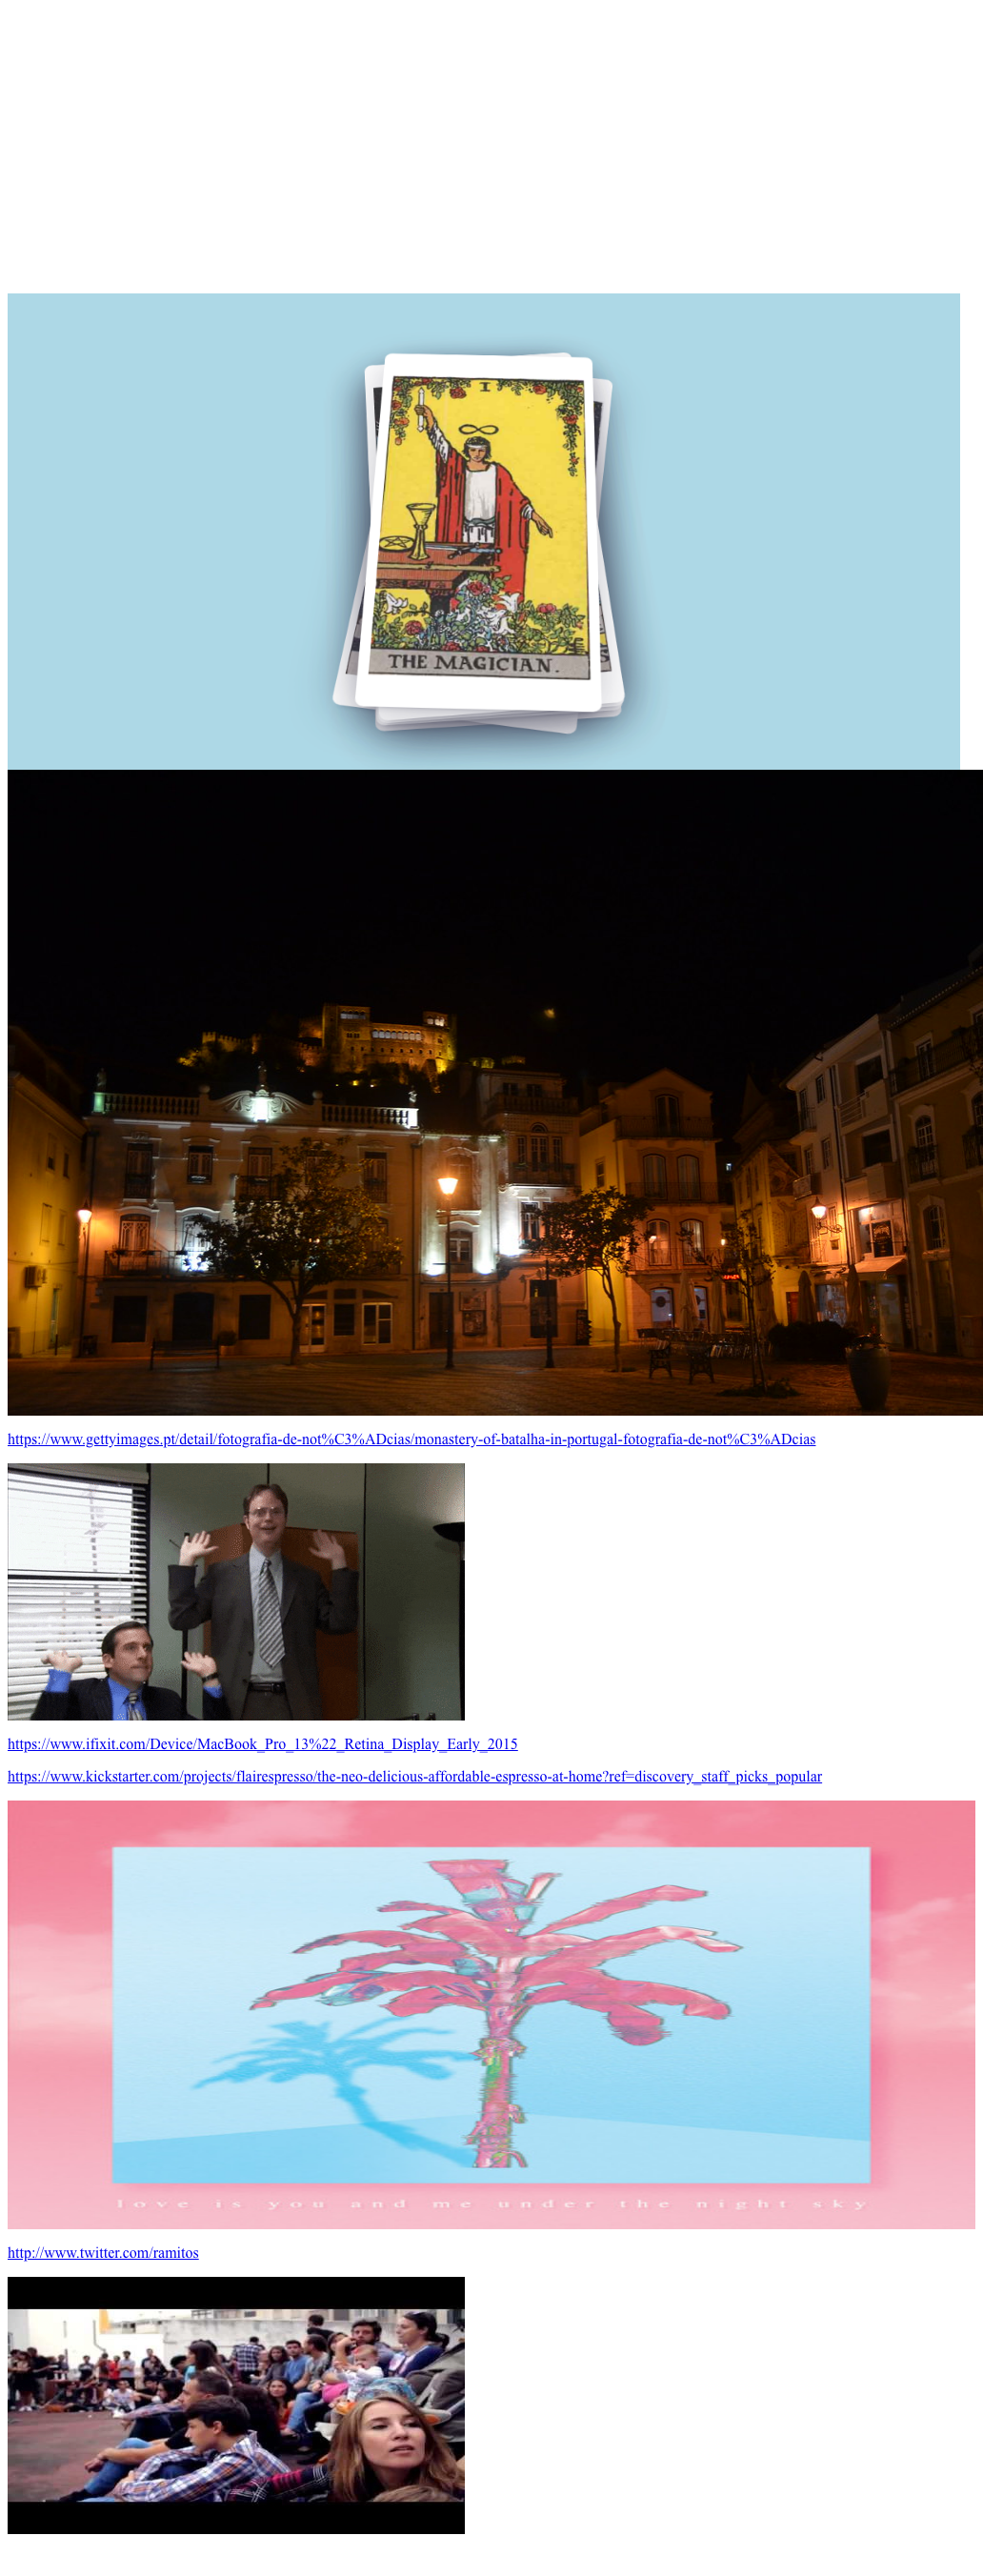 I
THE MAGICIAN.
https://www.gettyimages.pt/detail/fotografia-de-not%C3%ADcias/monastery-of-batalha-in-portugal-fotografia-de-not%C3%ADcias
https://www.ifixit.com/Device/MacBook_Pro_13%22_Retina_Display_Early_2015
https://www.kickstarter.com/projects/flairespresso/the-neo-delicious-affordable-espresso-at-home?ref=discovery_staff_picks_popular
love is you and me under the night sky
http://www.twitter.com/ramitos